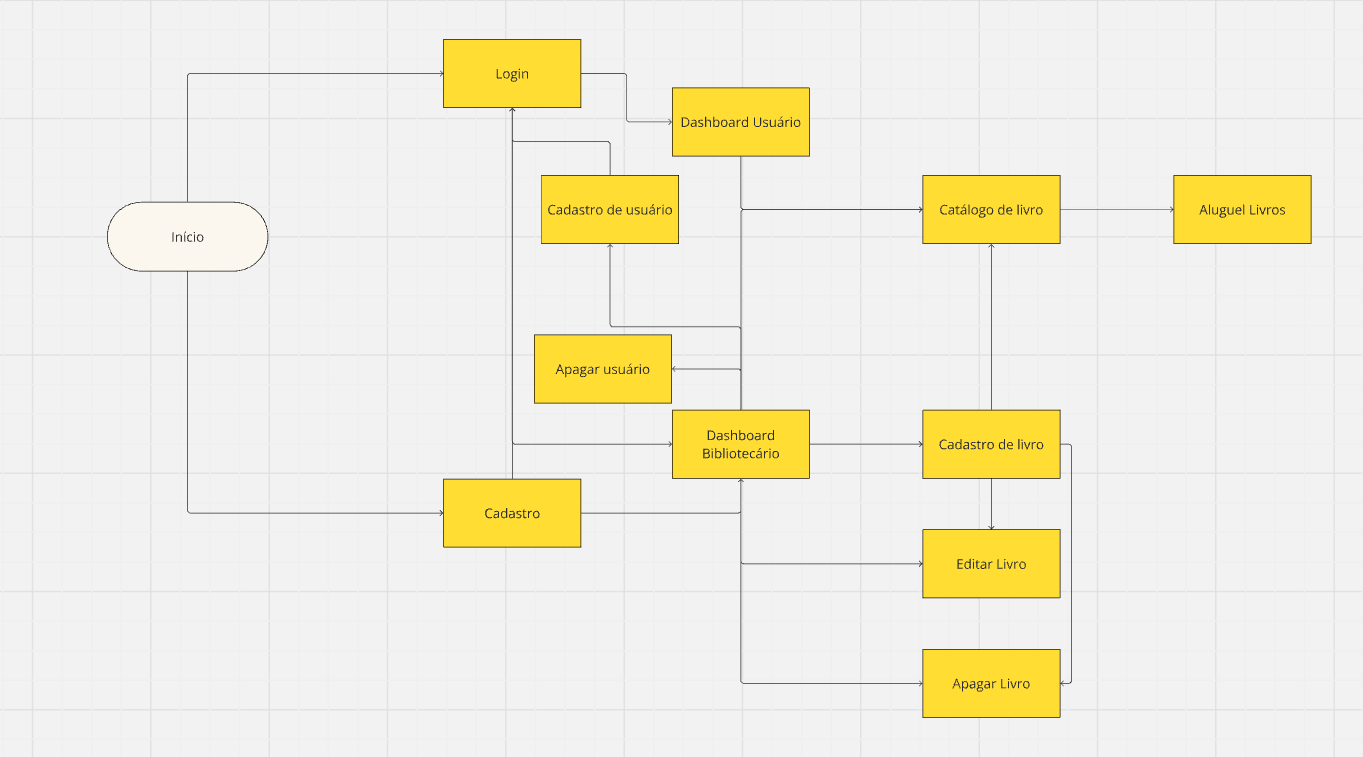 Login
Dashboard Usuário
Cadastro de usuário
Catálogo de livro
Aluguel Livros
Início
Apagar usuário
Dashboard
Bibliotecário
Cadastro de livro
Cadastro
Editar Livro
Apagar Livro